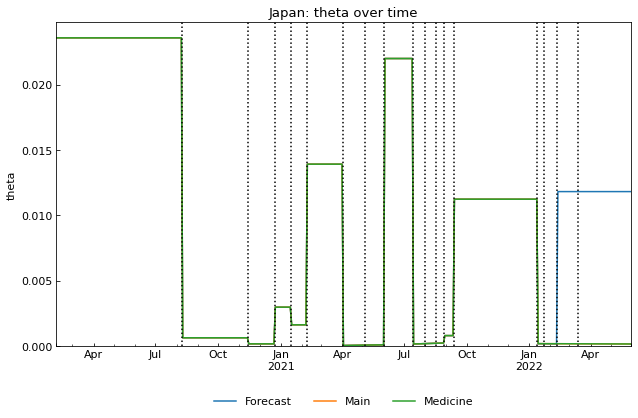 Japan: theta over time
theta
0.020
0.015
0.010
0.005
0.000
Apr Jul Oct Jan Apr Jul Oct Jan Apr
2021 2022
Forecast Main Medicine